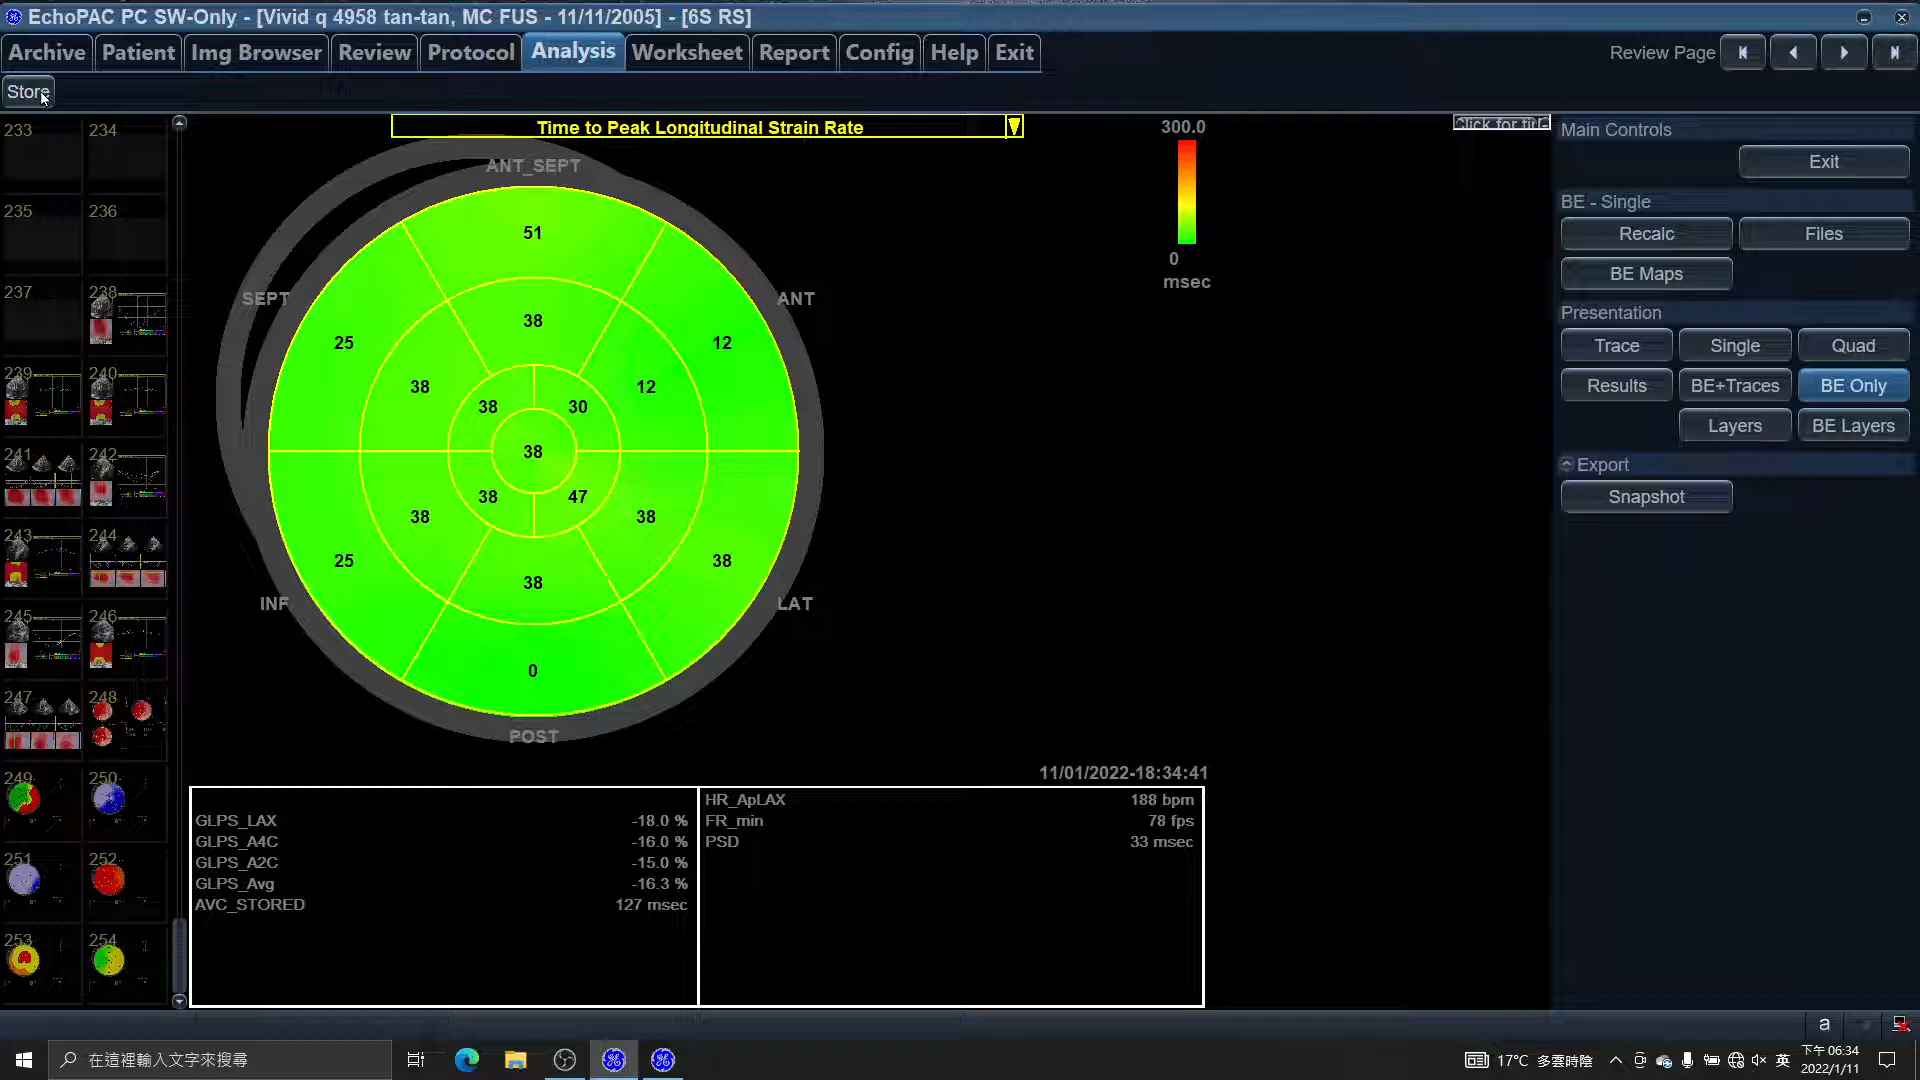 EchoPAC PC SW-Only - [Vivid q 4958 tan-tan, MC FUS - 11/11/2005] - [6S RS]
Archive Patient Img Browser Review Protocol Analysis Worksheet Report Config Help Exit Review Page
Store
233 234
235 236
237 238
239 240
241 242
243 244
245 246
247 248
249 250
251 252
253 254
Time to Peak Longitudinal Strain Rate
300.0
0
msec
ANT_SEPT
SEPT
ANT
INF
LAT
POST
51
38
25 12
38 12
38 30
38
38 47
38 38
25 38
38
0
11/01/2022-18:34:41
GLPS_LAX -18.0 %
GLPS_A4C -16.0 %
GLPS_A2C -15.0 %
GLPS_Avg -16.3 %
AVC_STORED 127 msec
HR_ApLAX 188 bpm
FR_min 78 fps
PSD 33 msec
Main Controls
Exit
BE - Single
Recalc Files
BE Maps
Presentation
Trace Single Quad
Results BE+Traces BE Only
Layers BE Layers
Export
Snapshot
a
在這裡輸入文字來搜尋
17°C 多雲時陰
英
下午 06:34
2022/1/11